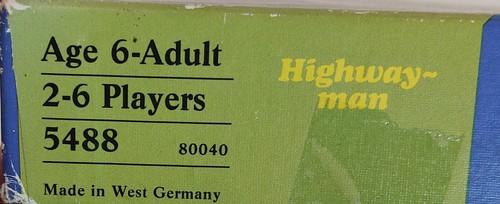 Age 6-Adult
2-6 Players
5488 80040
Made in West Germany
Highway~
man